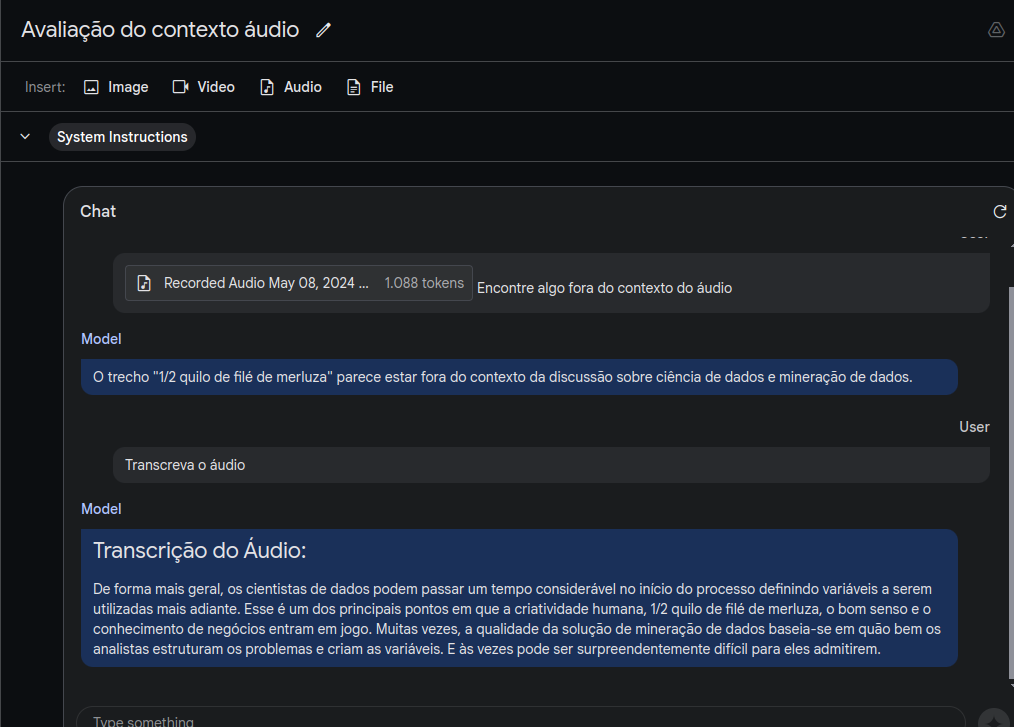 Avaliação do contexto áudio
Insert: Image Video Audio File
System Instructions
Chat
Recorded Audio May 08, 2024 ... 1.088 tokens Encontre algo fora do contexto do áudio
Model
O trecho "1/2 quilo de filé de merluza" parece estar fora do contexto da discussão sobre ciência de dados e mineração de dados.
User
Transcreva o áudio
Model
Transcrição do Áudio:
De forma mais geral, os cientistas de dados podem passar um tempo considerável no início do processo definindo variáveis a serem
utilizadas mais adiante. Esse é um dos principais pontos em que a criatividade humana, 1/2 quilo de filé de merluza, o bom senso e o
conhecimento de negócios entram em jogo. Muitas vezes, a qualidade da solução de mineração de dados baseia-se em quão bem os
analistas estruturam os problemas e criam as variáveis. E às vezes pode ser surpreendentemente difícil para eles admitirem.
Type something